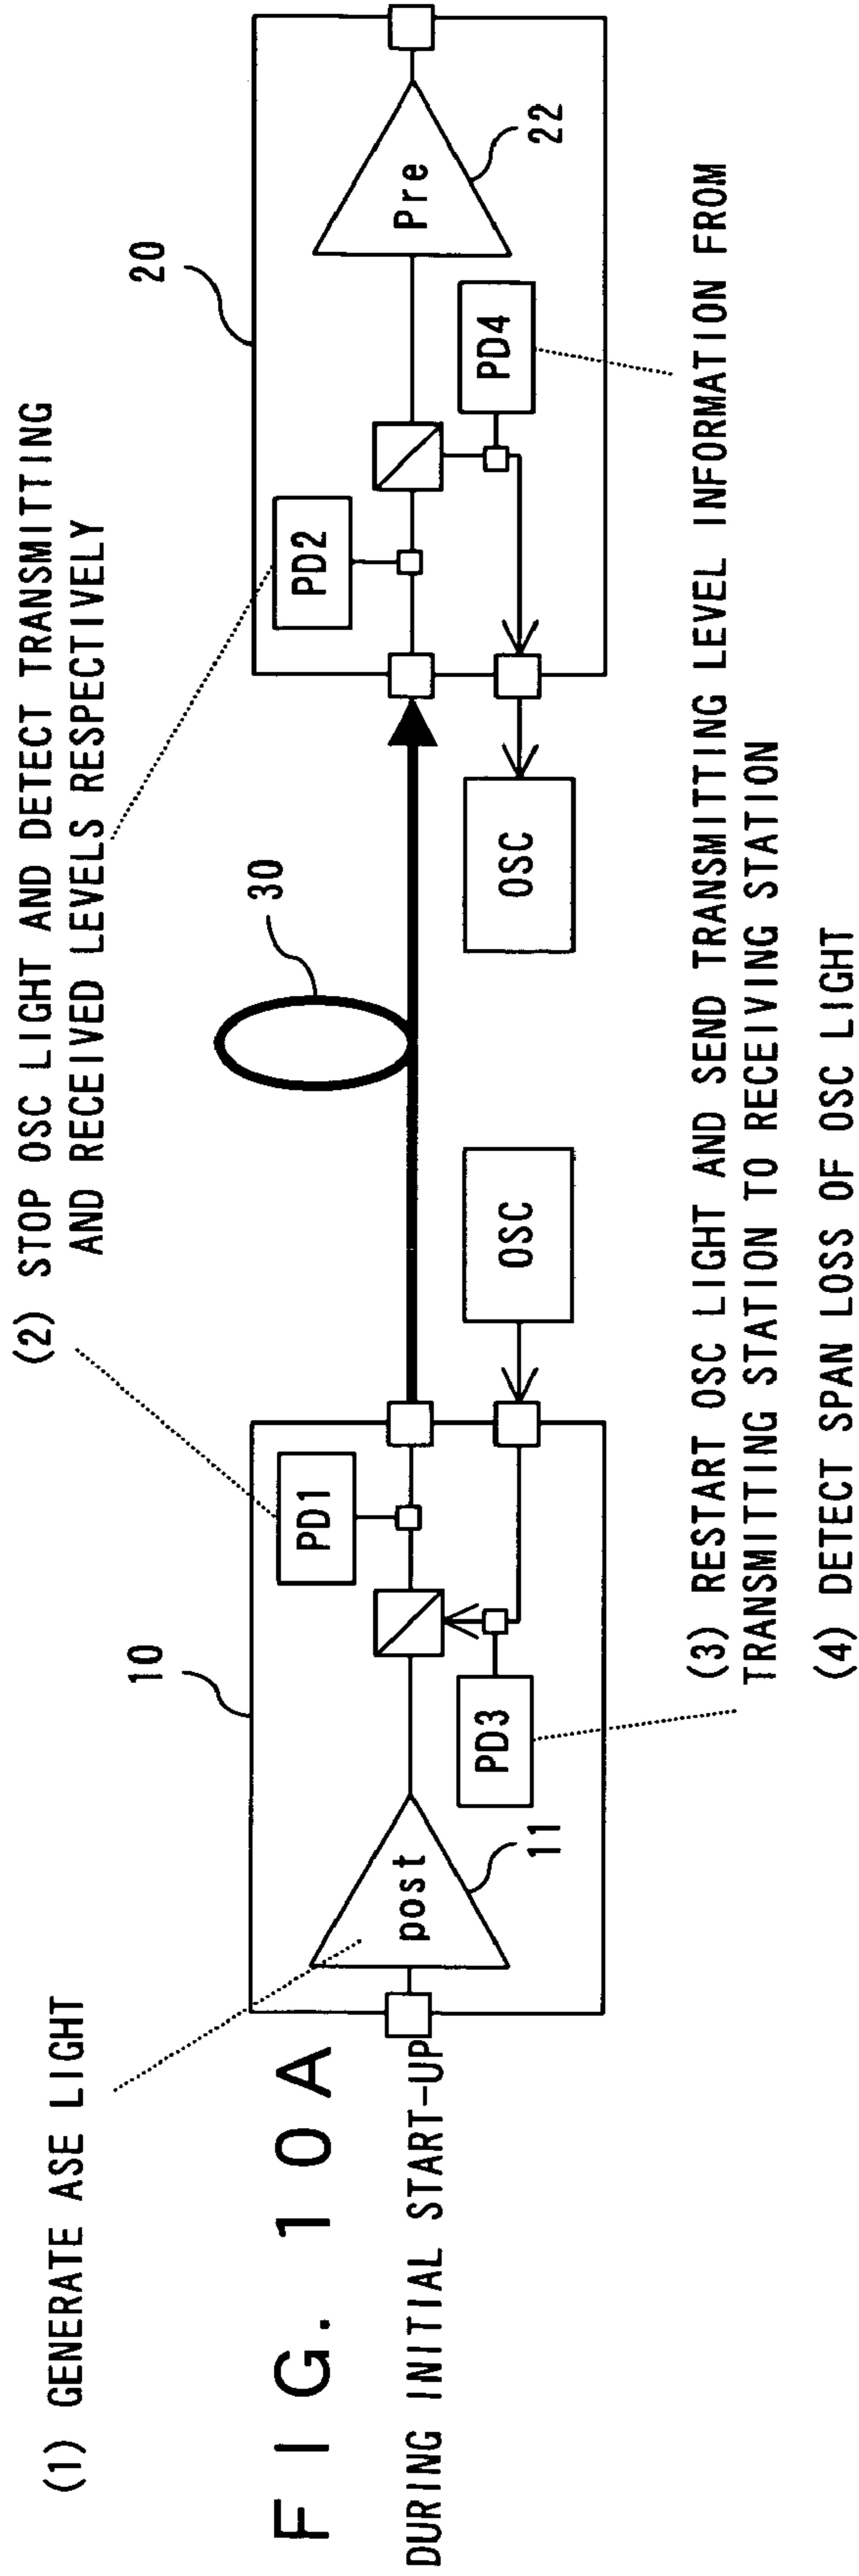 FIG. 10A
DURING INITIAL START-UP
(1) GENERATE ASE LIGHT
(2) STOP OSC LIGHT AND DETECT TRANSMITTING
AND RECEIVED LEVELS RESPECTIVELY
10
post
11
PD1
PD3
OSC
30
OSC
20
PD2
PD4
Pre
22
(3) RESTART OSC LIGHT AND SEND TRANSMITTING LEVEL INFORMATION FROM
TRANSMITTING STATION TO RECEIVING STATION
(4) DETECT SPAN LOSS OF OSC LIGHT